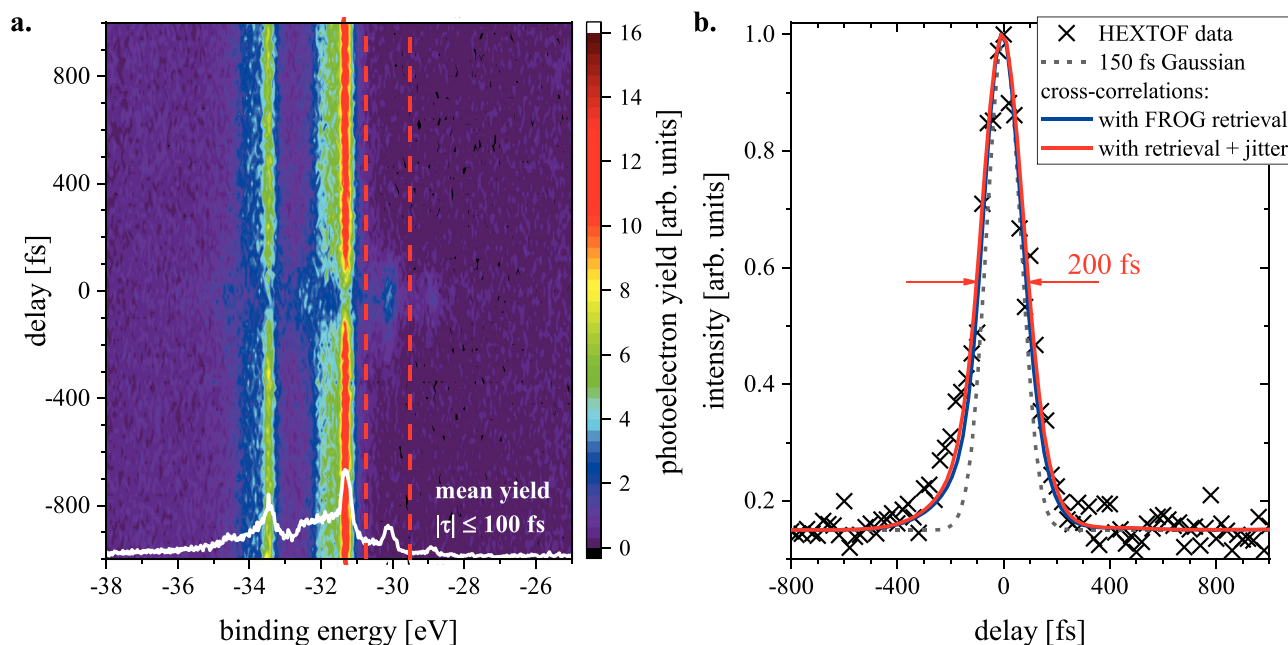 a.
delay [fs]
800
400
0
-400
-800
-38
-36
-34
-32
-30
-28
-26
binding energy [eV]
mean yield
|τ| ≤ 100 fs
16
14
12
10
8
6
4
2
0
photoelectron yield [arb. units]
b.
intensity [arb. units]
1.0
0.8
0.6
0.4
0.2
-800
-400
0
400
800
delay [fs]
HEXTOF data
150 fs Gaussian
cross-correlations:
with FROG retrieval
with retrieval + jitter
200 fs